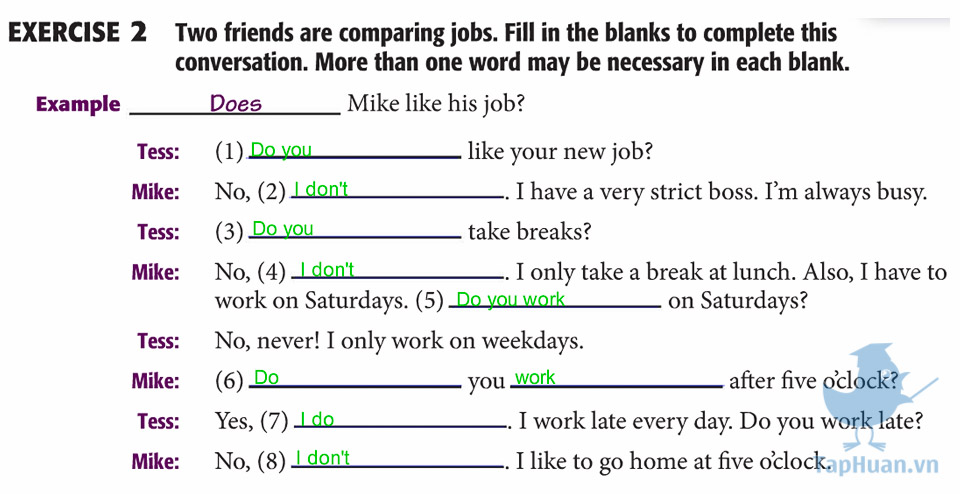 EXERCISE 2 Two friends are comparing jobs. Fill in the blanks to complete this
conversation. More than one word may be necessary in each blank.
Example Does Mike like his job?
Tess: (1) Do you like your new job?
Mike: No, (2) I don't. I have a very strict boss. I'm always busy.
Tess: (3) Do you take breaks?
Mike: No, (4) I don't. I only take a break at lunch. Also, I have to
work on Saturdays. (5) Do you work on Saturdays?
Tess: No, never! I only work on weekdays.
Mike: (6) Do you work after five o'clock?
Tess: Yes, (7) I do. I work late every day. Do you work late?
Mike: No, (8) I don't. I like to go home at five o'clock.
TapHuan.vn